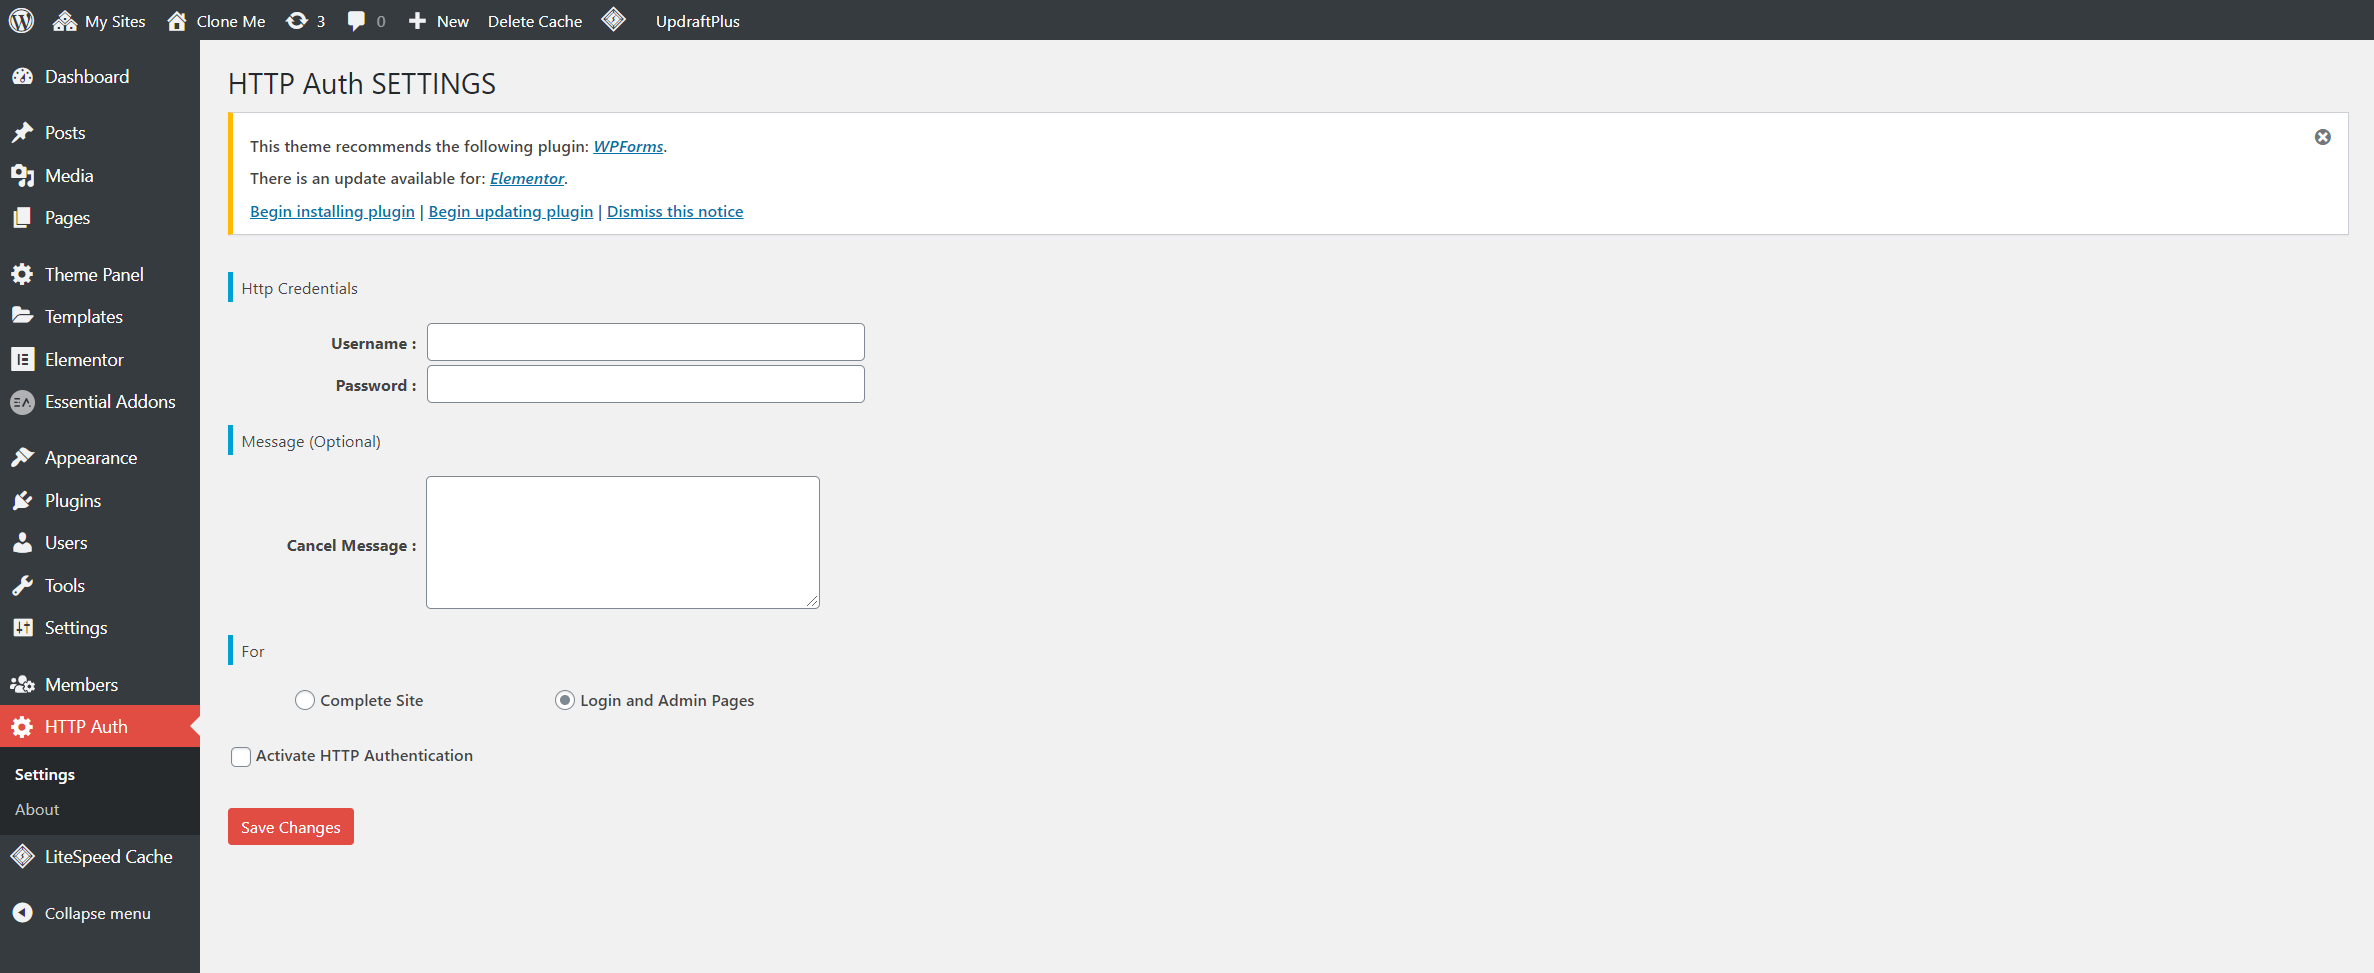 My Sites Clone Me 3 0 New Delete Cache UpdraftPlus
Dashboard
Posts
Media
Pages
Theme Panel
Templates
Elementor
Essential Addons
Appearance
Plugins
Users
Tools
Settings
Members
HTTP Auth
Settings
About
LiteSpeed Cache
Collapse menu
HTTP Auth SETTINGS
This theme recommends the following plugin: WPForms.
There is an update available for: Elementor.
Begin installing plugin | Begin updating plugin | Dismiss this notice
Http Credentials
Username :
Password :
Message (Optional)
Cancel Message :
For
Complete Site Login and Admin Pages
Activate HTTP Authentication
Save Changes